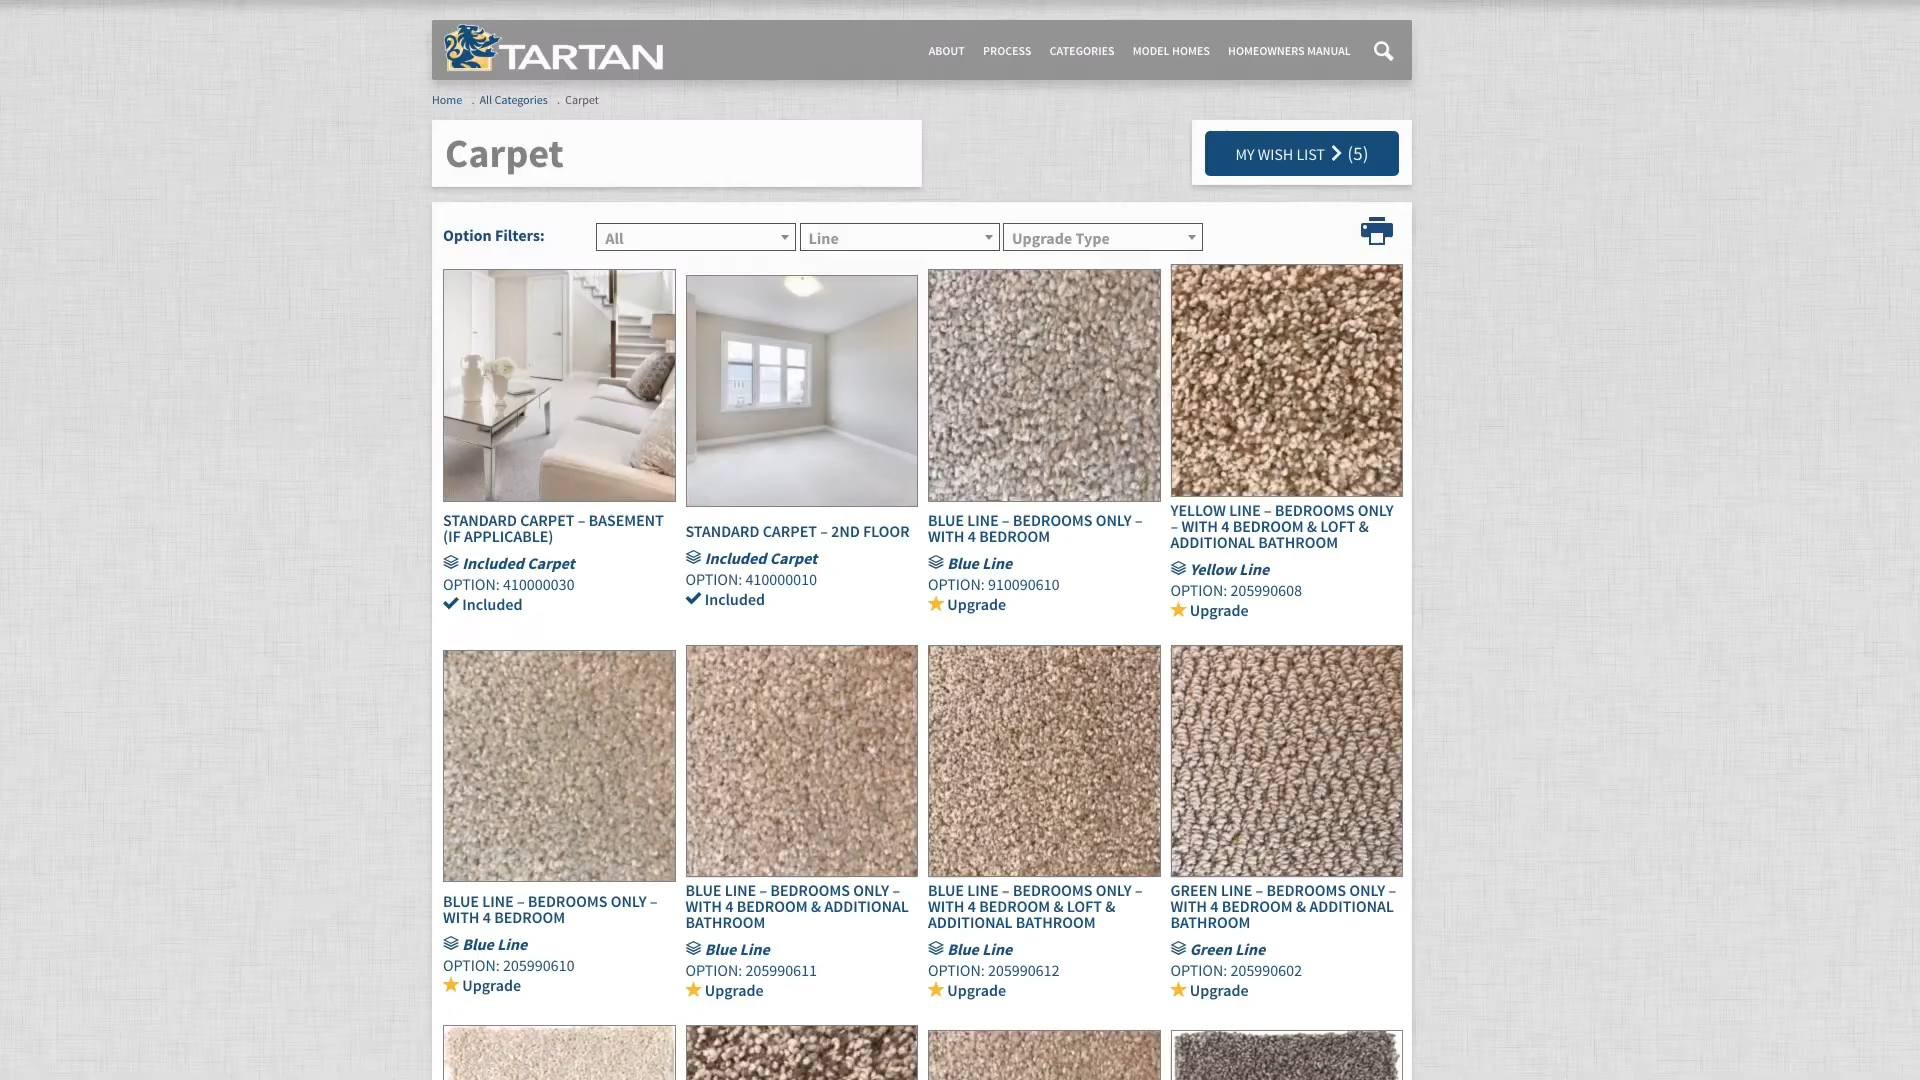 TARTAN
ABOUT PROCESS CATEGORIES MODEL HOMES HOMEOWNERS MANUAL
Home . All Categories . Carpet
Carpet
MY WISH LIST (5)
Option Filters: All Line Upgrade Type
STANDARD CARPET – BASEMENT
(IF APPLICABLE)
Included Carpet
OPTION: 410000030
Included
STANDARD CARPET – 2ND FLOOR
Included Carpet
OPTION: 410000010
Included
BLUE LINE – BEDROOMS ONLY –
WITH 4 BEDROOM
Blue Line
OPTION: 910090610
Upgrade
YELLOW LINE – BEDROOMS ONLY
– WITH 4 BEDROOM & LOFT &
ADDITIONAL BATHROOM
Yellow Line
OPTION: 205990608
Upgrade
BLUE LINE – BEDROOMS ONLY –
WITH 4 BEDROOM
Blue Line
OPTION: 205990610
Upgrade
BLUE LINE – BEDROOMS ONLY –
WITH 4 BEDROOM & ADDITIONAL
BATHROOM
Blue Line
OPTION: 205990611
Upgrade
BLUE LINE – BEDROOMS ONLY –
WITH 4 BEDROOM & LOFT &
ADDITIONAL BATHROOM
Blue Line
OPTION: 205990612
Upgrade
GREEN LINE – BEDROOMS ONLY –
WITH 4 BEDROOM & ADDITIONAL
BATHROOM
Green Line
OPTION: 205990602
Upgrade